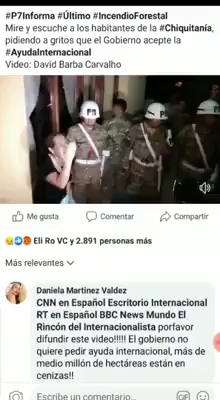 #P7Informa #Último #IncendioForestal
Mire y escuche a los habitantes de la #Chiquitanía,
pidiendo a gritos que el Gobierno acepte la
#AyudaInternacional
Video: David Barba Carvalho
PM
PM
Me gusta Comentar Compartir
Eli Ro VC y 2.891 personas más
Más relevantes
Daniela Martinez Valdez
CNN en Español Escritorio Internacional
RT en Español BBC News Mundo El
Rincón del Internacionalista porfavor
difundir este video!!!!! El gobierno no
quiere pedir ayuda internacional, más de
medio millón de hectáreas están en
cenizas!!
Escribe un comentario...
GIF